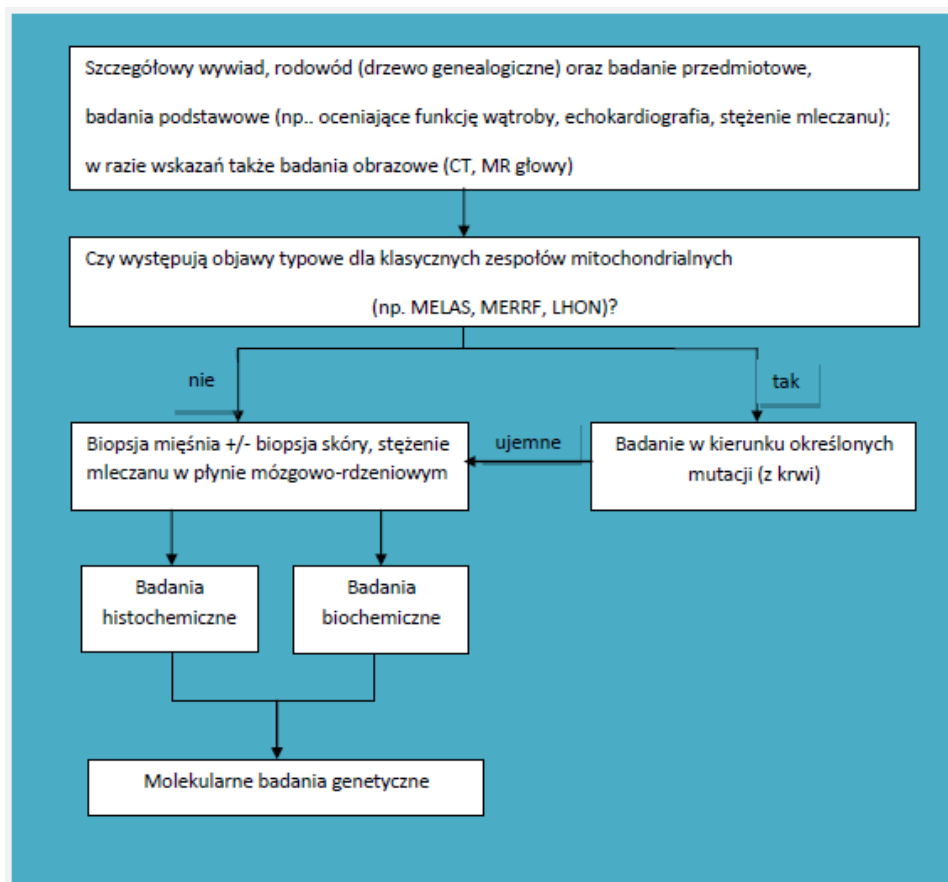 Szczegółowy wywiad, rodowód (drzewo genealogiczne) oraz badanie przedmiotowe,
badania podstawowe (np.. oceniające funkcję wątroby, echokardiografia, stężenie mleczanu);
w razie wskazań także badania obrazowe (CT, MR głowy)
Czy występują objawy typowe dla klasycznych zespołów mitochondrialnych
(np. MELAS, MERRF, LHON)?
nie
tak
Biopsja mięśnia +/- biopsja skóry, stężenie
mleczanu w płynie mózgowo-rdzeniowym
ujemne
Badanie w kierunku określonych
mutacji (z krwi)
Badania
histochemiczne
Badania
biochemiczne
Molekularne badania genetyczne